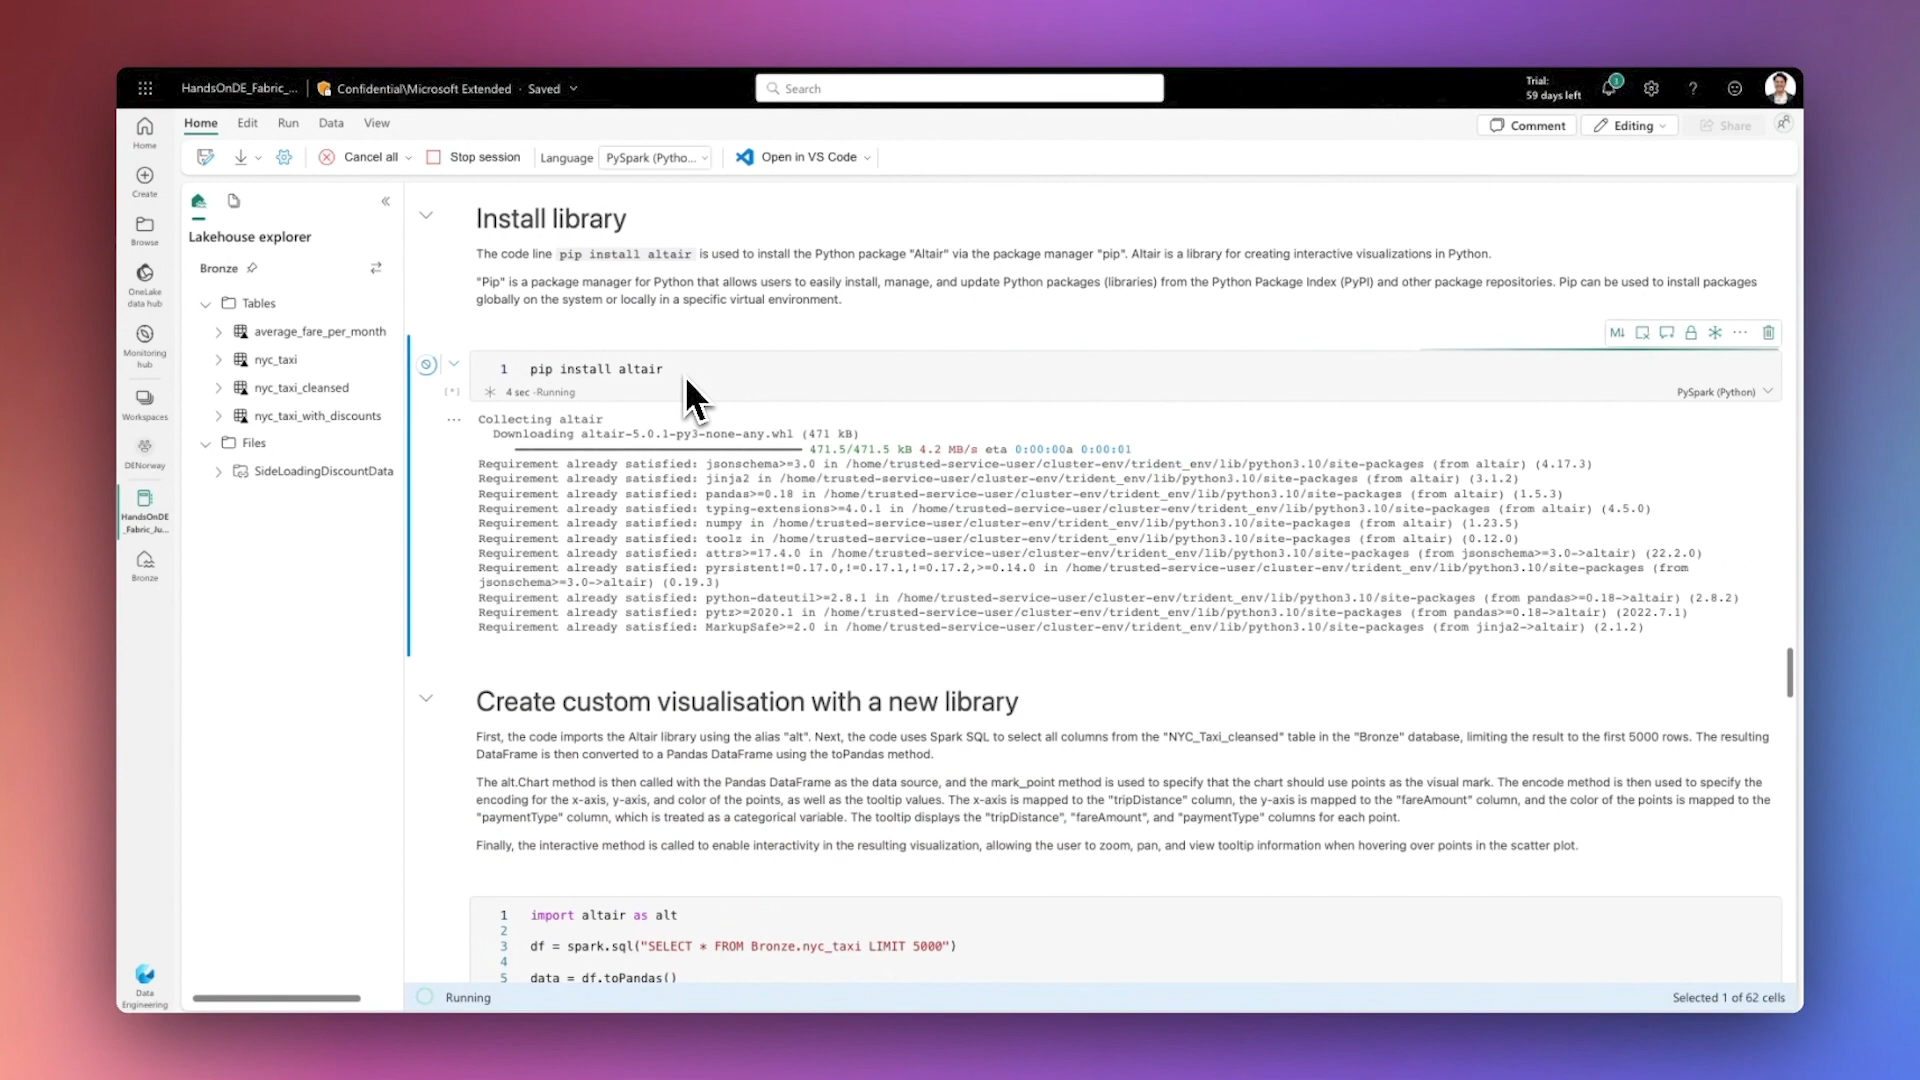 HandsOnDE_Fabric_... Confidential\Microsoft Extended · Saved
Search
Trial:
59 days left
1
Home Edit Run Data View
Comment Editing Share
Cancel all Stop session Language PySpark (Pytho... Open in VS Code
Home
Create
Browse
OneLake
data hub
Monitoring
hub
Workspaces
DENorway
HandsOnDE
_Fabric_Ju...
Bronze
Data
Engineering
Lakehouse explorer
Bronze
Tables
average_fare_per_month
nyc_taxi
nyc_taxi_cleansed
nyc_taxi_with_discounts
Files
SideLoadingDiscountData
Install library
The code line pip install altair is used to install the Python package "Altair" via the package manager "pip". Altair is a library for creating interactive visualizations in Python.
"Pip" is a package manager for Python that allows users to easily install, manage, and update Python packages (libraries) from the Python Package Index (PyPI) and other package repositories. Pip can be used to install packages
globally on the system or locally in a specific virtual environment.
M↓ ...
1 pip install altair
[*] 4 sec -Running PySpark (Python)
... Collecting altair
Downloading altair-5.0.1-py3-none-any.whl (471 kB)
471.5/471.5 kB 4.2 MB/s eta 0:00:00a 0:00:01
Requirement already satisfied: jsonschema>=3.0 in /home/trusted-service-user/cluster-env/trident_env/lib/python3.10/site-packages (from altair) (4.17.3)
Requirement already satisfied: jinja2 in /home/trusted-service-user/cluster-env/trident_env/lib/python3.10/site-packages (from altair) (3.1.2)
Requirement already satisfied: pandas>=0.18 in /home/trusted-service-user/cluster-env/trident_env/lib/python3.10/site-packages (from altair) (1.5.3)
Requirement already satisfied: typing-extensions>=4.0.1 in /home/trusted-service-user/cluster-env/trident_env/lib/python3.10/site-packages (from altair) (4.5.0)
Requirement already satisfied: numpy in /home/trusted-service-user/cluster-env/trident_env/lib/python3.10/site-packages (from altair) (1.23.5)
Requirement already satisfied: toolz in /home/trusted-service-user/cluster-env/trident_env/lib/python3.10/site-packages (from altair) (0.12.0)
Requirement already satisfied: attrs>=17.4.0 in /home/trusted-service-user/cluster-env/trident_env/lib/python3.10/site-packages (from jsonschema>=3.0->altair) (22.2.0)
Requirement already satisfied: pyrsistent!=0.17.0,!=0.17.1,!=0.17.2,>=0.14.0 in /home/trusted-service-user/cluster-env/trident_env/lib/python3.10/site-packages (from
jsonschema>=3.0->altair) (0.19.3)
Requirement already satisfied: python-dateutil>=2.8.1 in /home/trusted-service-user/cluster-env/trident_env/lib/python3.10/site-packages (from pandas>=0.18->altair) (2.8.2)
Requirement already satisfied: pytz>=2020.1 in /home/trusted-service-user/cluster-env/trident_env/lib/python3.10/site-packages (from pandas>=0.18->altair) (2022.7.1)
Requirement already satisfied: MarkupSafe>=2.0 in /home/trusted-service-user/cluster-env/trident_env/lib/python3.10/site-packages (from jinja2->altair) (2.1.2)
Create custom visualisation with a new library
First, the code imports the Altair library using the alias "alt". Next, the code uses Spark SQL to select all columns from the "NYC_Taxi_cleansed" table in the "Bronze" database, limiting the result to the first 5000 rows. The resulting
DataFrame is then converted to a Pandas DataFrame using the toPandas method.
The alt.Chart method is then called with the Pandas DataFrame as the data source, and the mark_point method is used to specify that the chart should use points as the visual mark. The encode method is then used to specify the
encoding for the x-axis, y-axis, and color of the points, as well as the tooltip values. The x-axis is mapped to the "tripDistance" column, the y-axis is mapped to the "fareAmount" column, and the color of the points is mapped to the
"paymentType" column, which is treated as a categorical variable. The tooltip displays the "tripDistance", "fareAmount", and "paymentType" columns for each point.
Finally, the interactive method is called to enable interactivity in the resulting visualization, allowing the user to zoom, pan, and view tooltip information when hovering over points in the scatter plot.
1 import altair as alt
2
3 df = spark.sql("SELECT * FROM Bronze.nyc_taxi LIMIT 5000")
4
5 data = df.toPandas()
Running Selected 1 of 62 cells